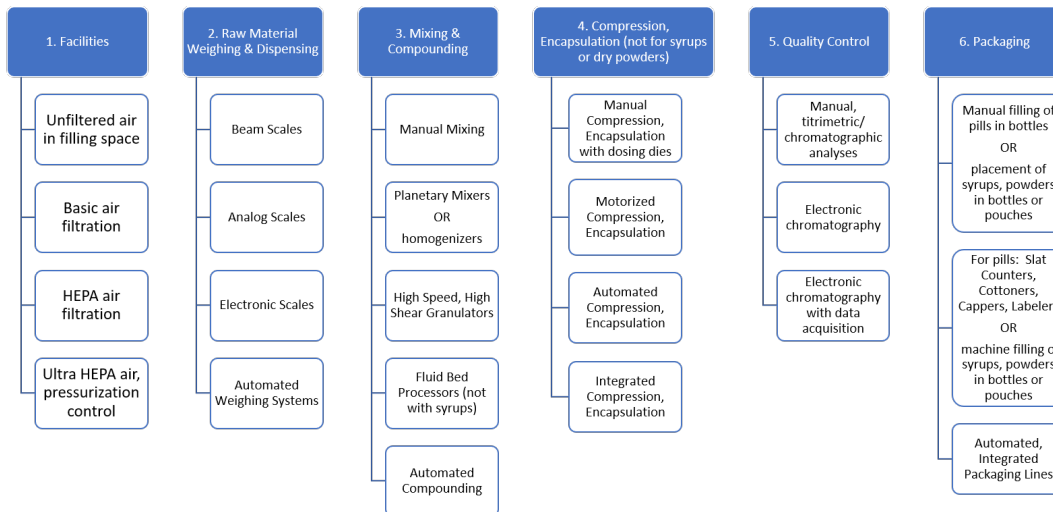 1. Facilities
Unfiltered air
in filling space
Basic air
filtration
HEPA air
filtration
Ultra HEPA air,
pressurization
control
2. Raw Material
Weighing & Dispensing
Beam Scales
Analog Scales
Electronic Scales
Automated
Weighing Systems
3. Mixing &
Compounding
Manual Mixing
Planetary Mixers
OR
homogenizers
High Speed, High
Shear Granulators
Fluid Bed
Processors (not
with syrups)
Automated
Compounding
4. Compression,
Encapsulation (not for syrups
or dry powders)
Manual
Compression,
Encapsulation
with dosing dies
Motorized
Compression,
Encapsulation
Automated
Compression,
Encapsulation
Integrated
Compression,
Encapsulation
5. Quality Control
Manual,
titrimetric/
chromatographic
analyses
Electronic
chromatography
Electronic
chromatography
with data
acquisition
6. Packaging
Manual filling of
pills in bottles
OR
placement of
syrups, powders
in bottles or
pouches
For pills: Slat
Counters,
Cottoners,
Cappers, Labeler
OR
machine filling o
syrups, powders
in bottles or
pouches
Automated,
Integrated
Packaging Lines